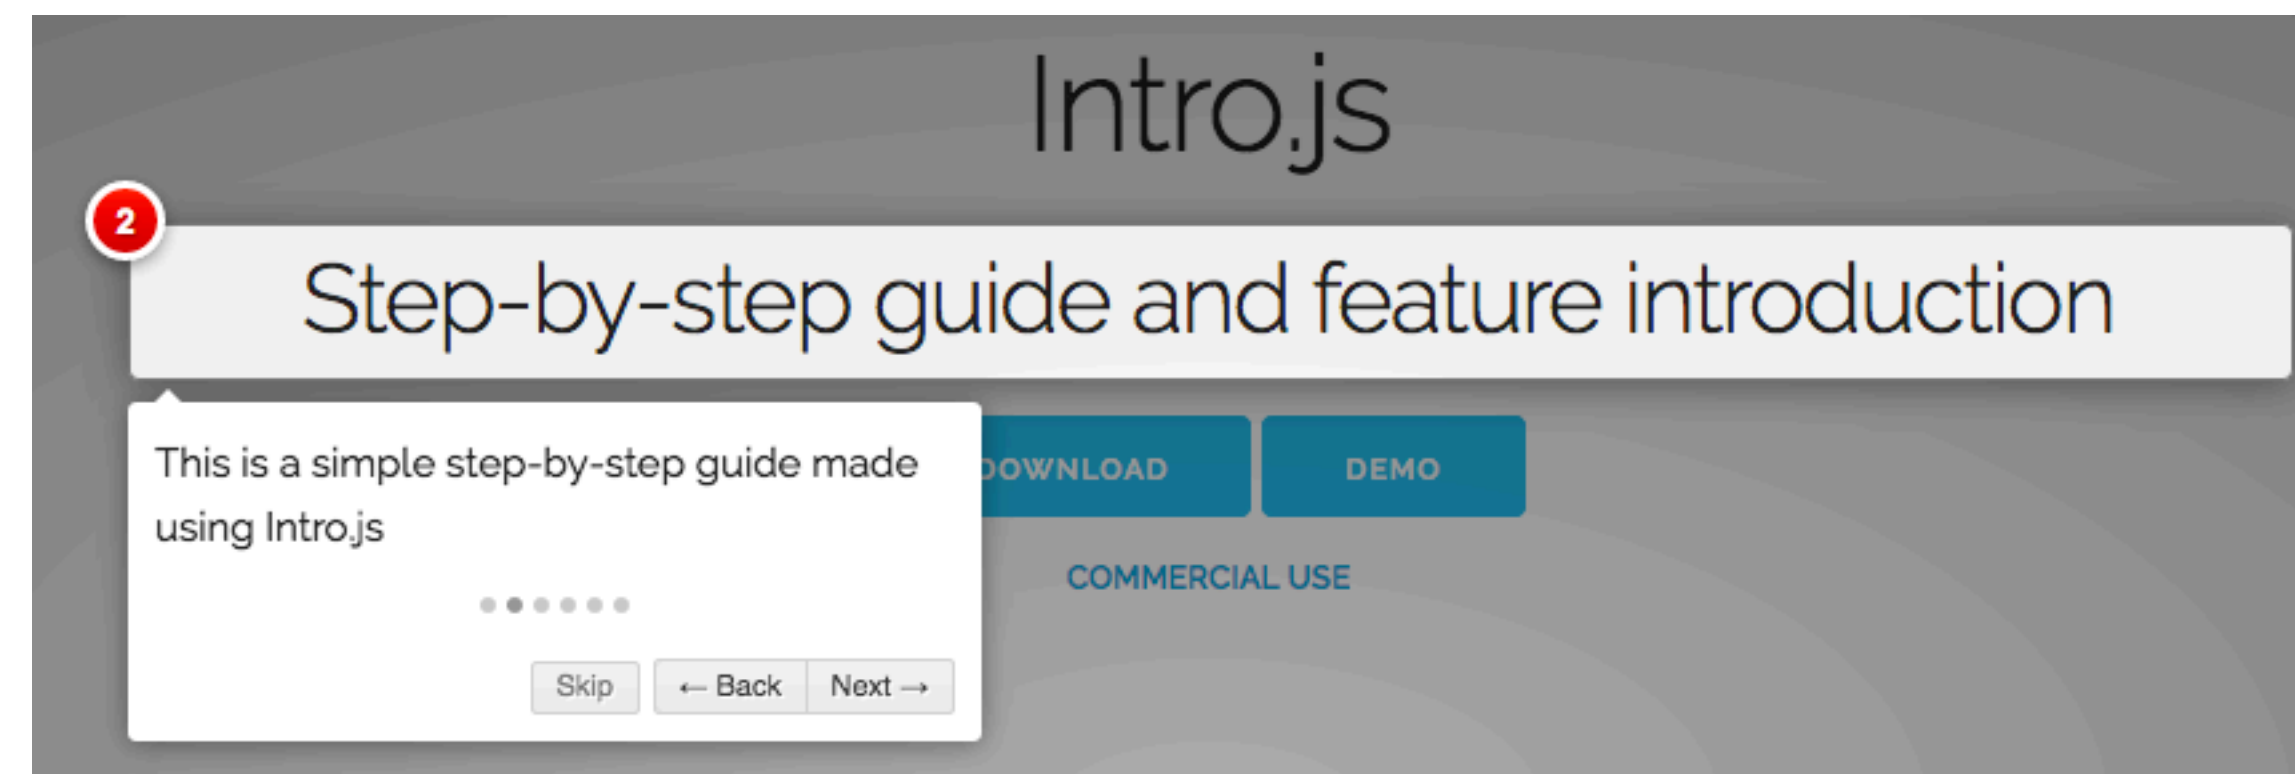 Intro.js
2
Step-by-step guide and feature introduction
This is a simple step-by-step guide made
using Intro.js
Skip
← Back
Next →
DOWNLOAD
DEMO
COMMERCIAL USE